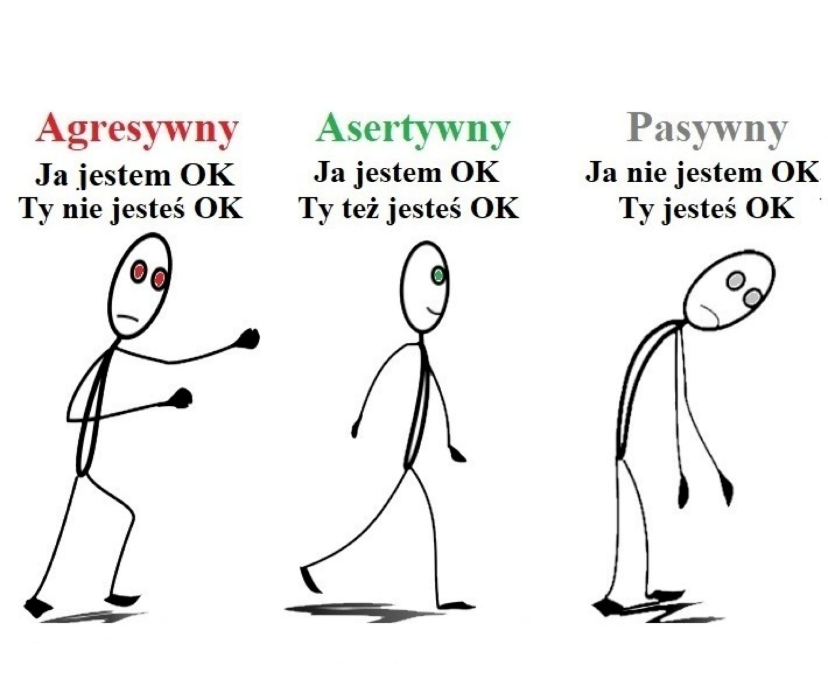 Agresywny
Ja jestem OK
Ty nie jesteś OK
Asertywny
Ja jestem OK
Ty też jesteś OK
Pasywny
Ja nie jestem OK
Ty jesteś OK